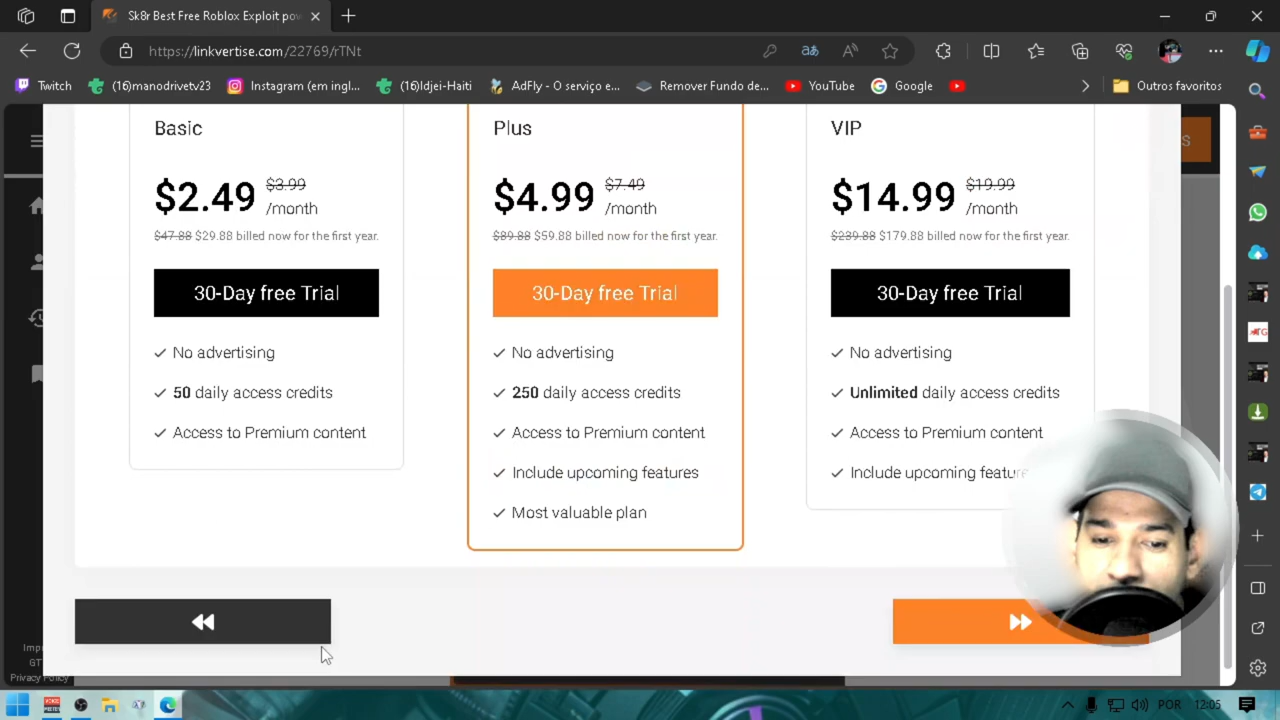 Sk8r Best Free Roblox Exploit pow
https://linkvertise.com/22769/rTNt
Twitch
(16)manodrivetv23
Instagram (em ingl...
(16)Idjei-Haiti
AdFly - O serviço e...
Remover Fundo de...
YouTube
Google
Outros favoritos
Basic
$2.49 $3.99
/month
$47.88 $29.88 billed now for the first year.
30-Day free Trial
No advertising
50 daily access credits
Access to Premium content
Plus
$4.99 $7.49
/month
$89.88 $59.88 billed now for the first year.
30-Day free Trial
No advertising
250 daily access credits
Access to Premium content
Include upcoming features
Most valuable plan
VIP
$14.99 $19.99
/month
$239.88 $179.88 billed now for the first year.
30-Day free Trial
No advertising
Unlimited daily access credits
Access to Premium content
Include upcoming feature
Impr
GT
Privacy Policy
POR
12:05